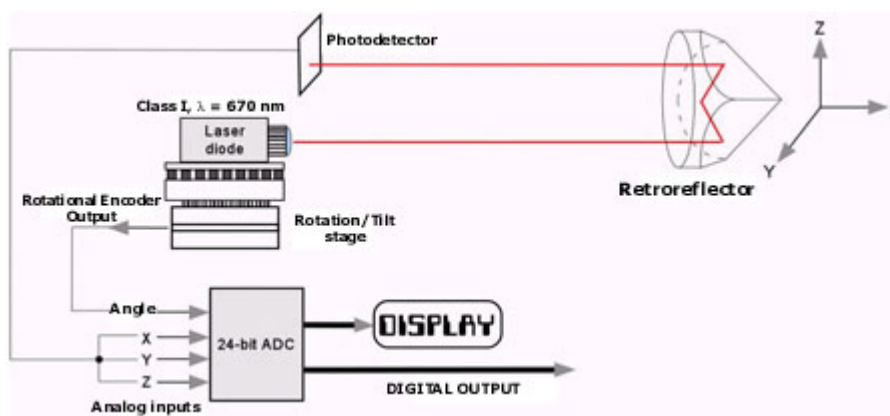 Photodetector
Z
Class I, λ = 670 nm
Laser
diode
Y
Retroreflector
Rotational Encoder
Output
Rotation/Tilt
stage
Angle
X
Y
Z
24-bit ADC
DISPLAY
DIGITAL OUTPUT
Analog inputs